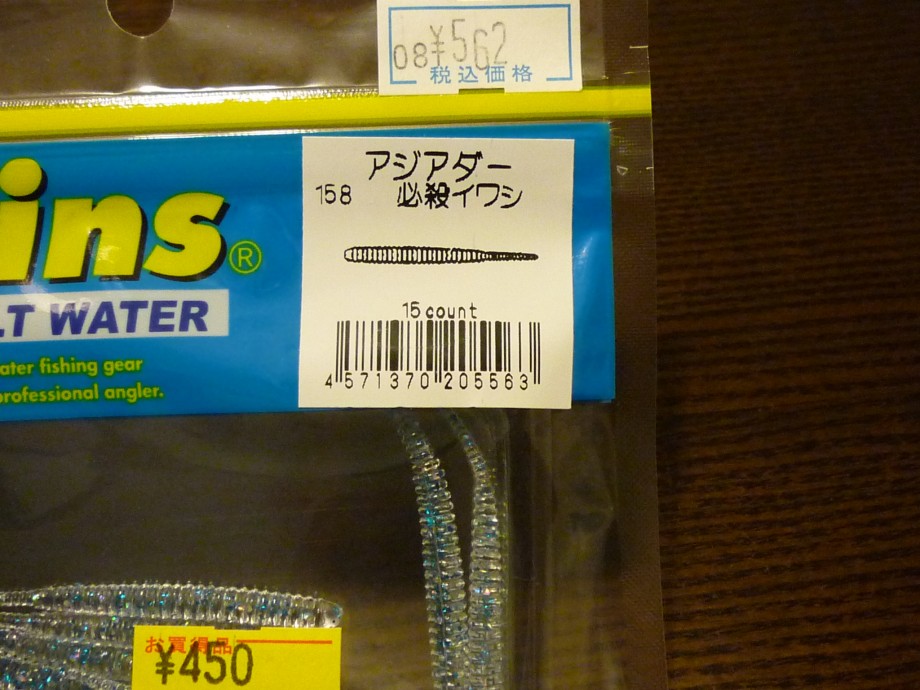 08 ¥562
税込価格
アジアダー
158 必殺イワシ
ins®
15 count
LT WATER
4 571370 205563
ater fishing gear
professional angler.
お買得品
¥450